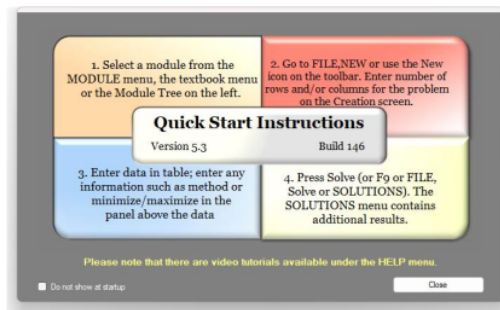 1. Select a module from the
MODULE menu, the textbook menu
or the Module Tree on the left.
2. Go to FILE,NEW or use the New
icon on the toolbar. Enter number of
rows and/or columns for the problem
on the Creation screen.
Quick Start Instructions
Version 5.3 Build 146
3. Enter data in table; enter any
information such as method or
minimize/maximize in the
panel above the data
4. Press Solve (or F9 or FILE,
Solve or SOLUTIONS). The
SOLUTIONS menu contains
additional results.
Please note that there are video tutorials available under the HELP menu.
Do not show at startup
Close